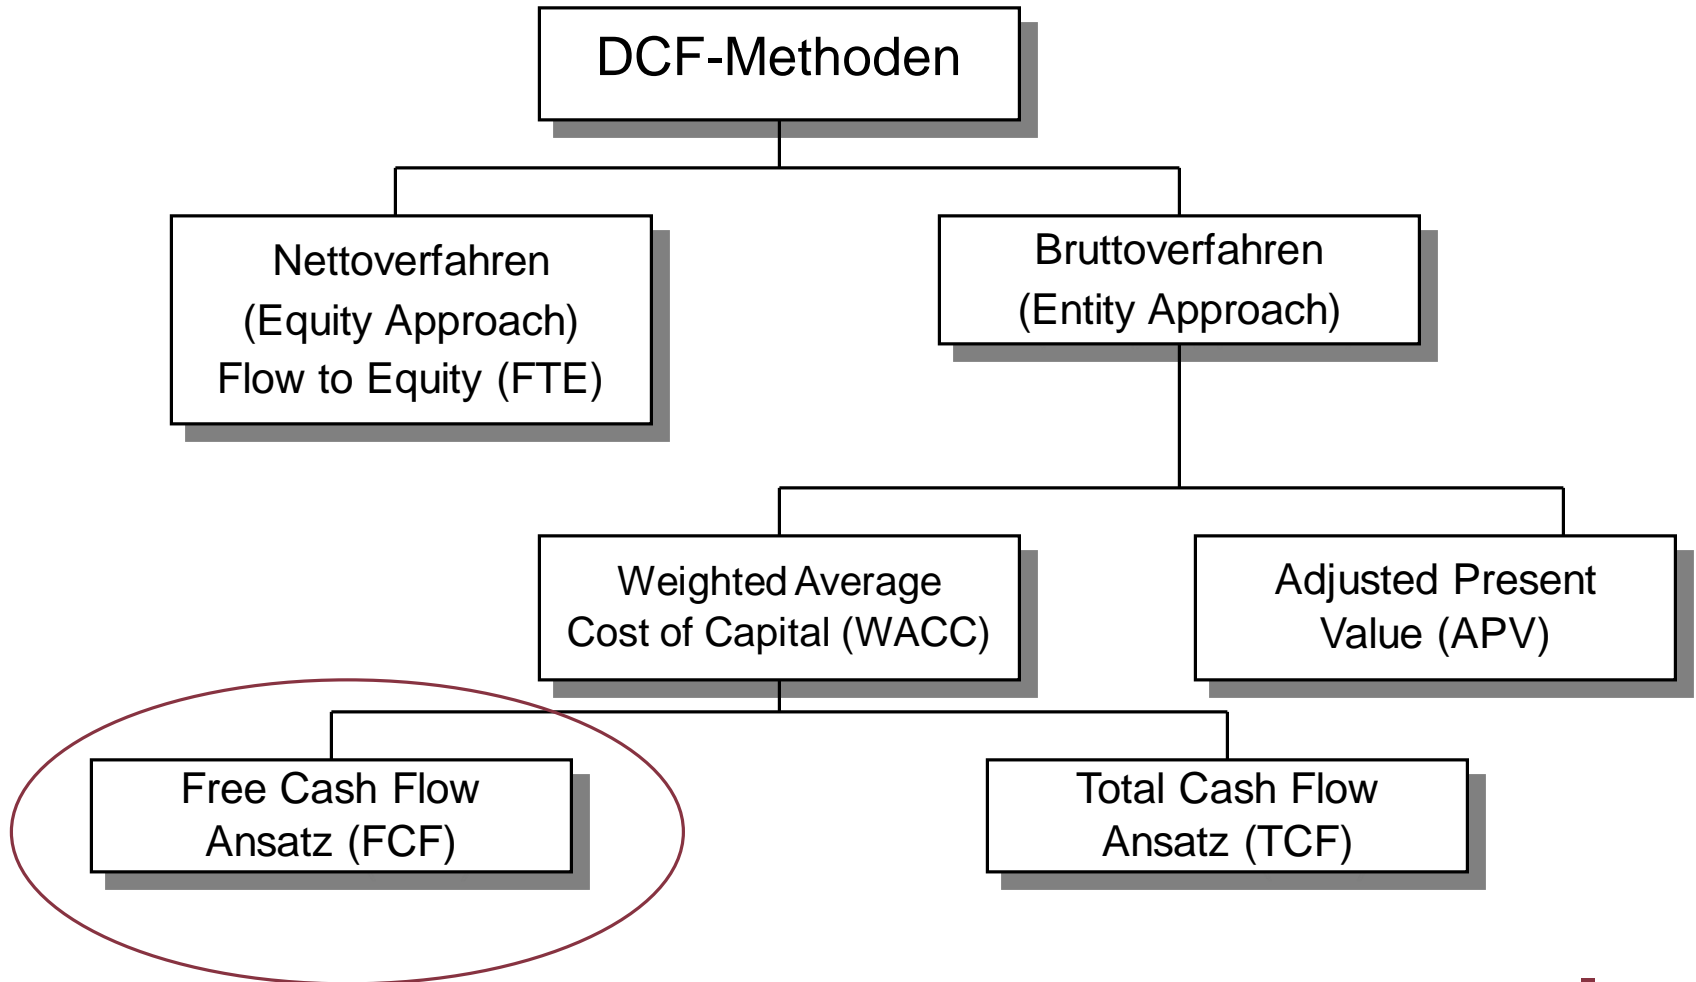 DCF-Methoden
Nettoverfahren
(Equity Approach)
Flow to Equity (FTE)
Bruttoverfahren
(Entity Approach)
Weighted Average
Cost of Capital (WACC)
Adjusted Present
Value (APV)
Free Cash Flow
Ansatz (FCF)
Total Cash Flow
Ansatz (TCF)